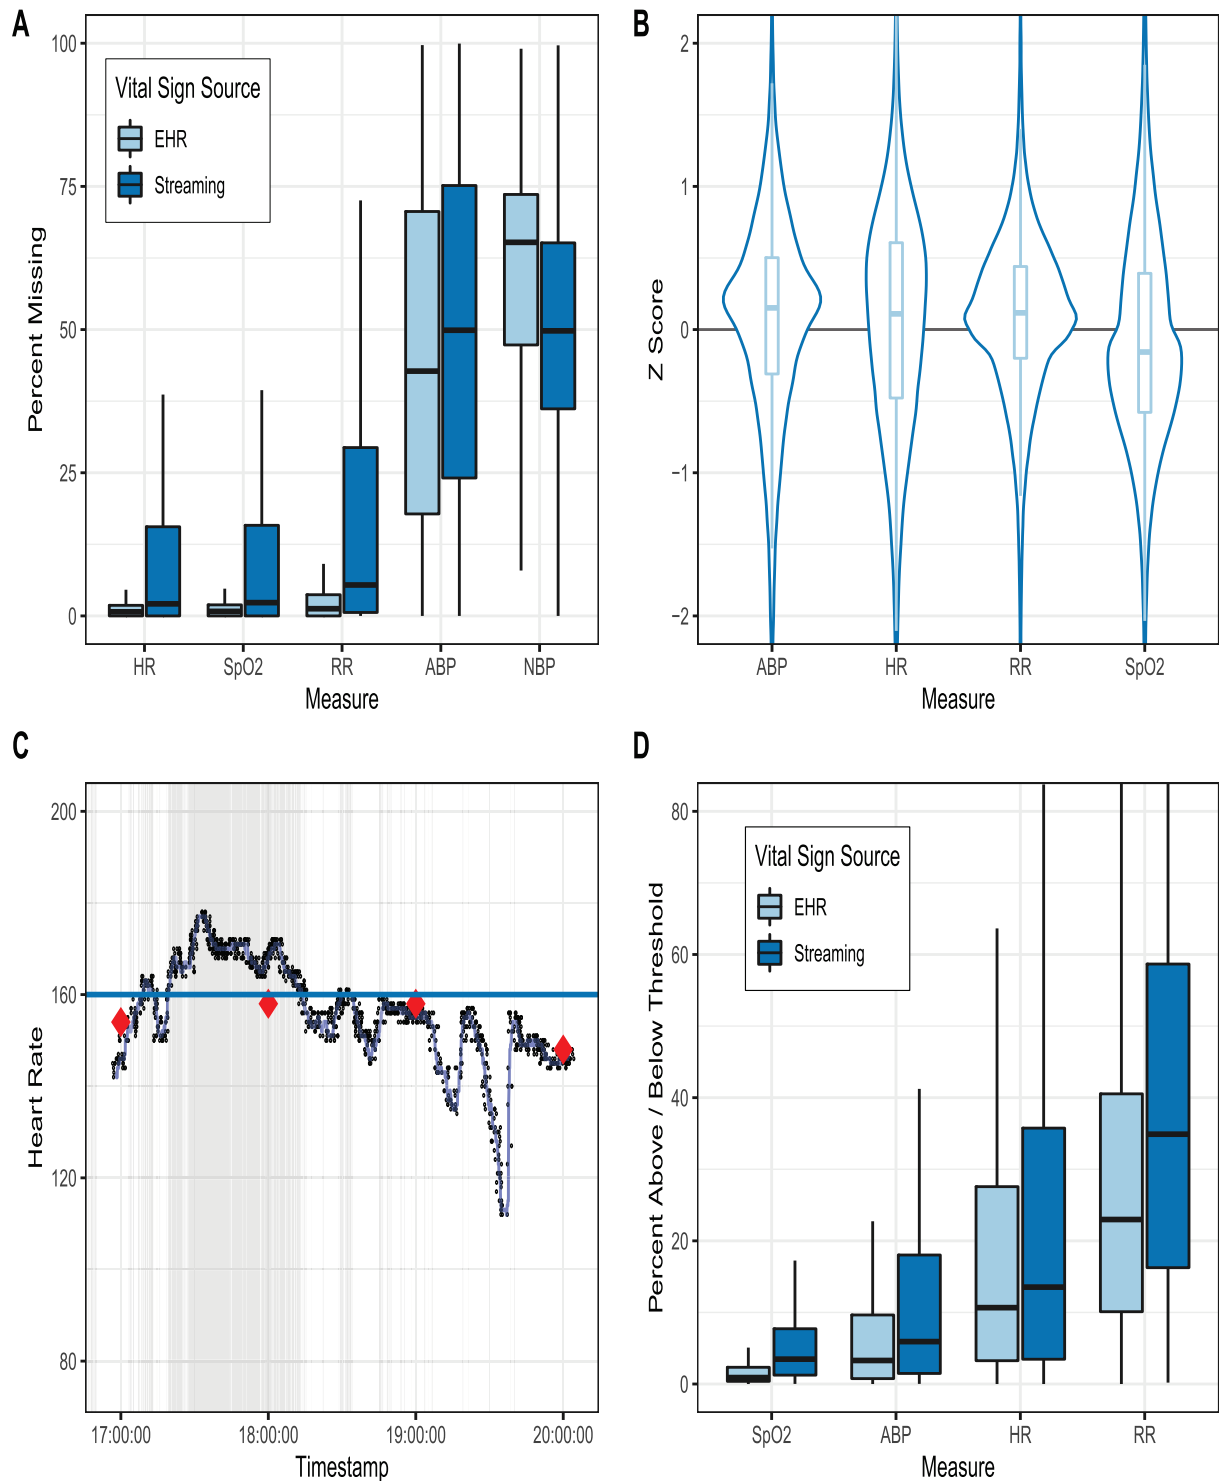 A
Percent Missing
100
75
50
25
0
Vital Sign Source
EHR
Streaming
HR SpO2 RR ABP NBP
Measure
B
Z Score
2
1
0
−1
−2
ABP HR RR SpO2
Measure
C
Heart Rate
200
160
120
80
17:00:00 18:00:00 19:00:00 20:00:00
Timestamp
D
Percent Above / Below Threshold
80
60
40
20
0
Vital Sign Source
EHR
Streaming
SpO2 ABP HR RR
Measure